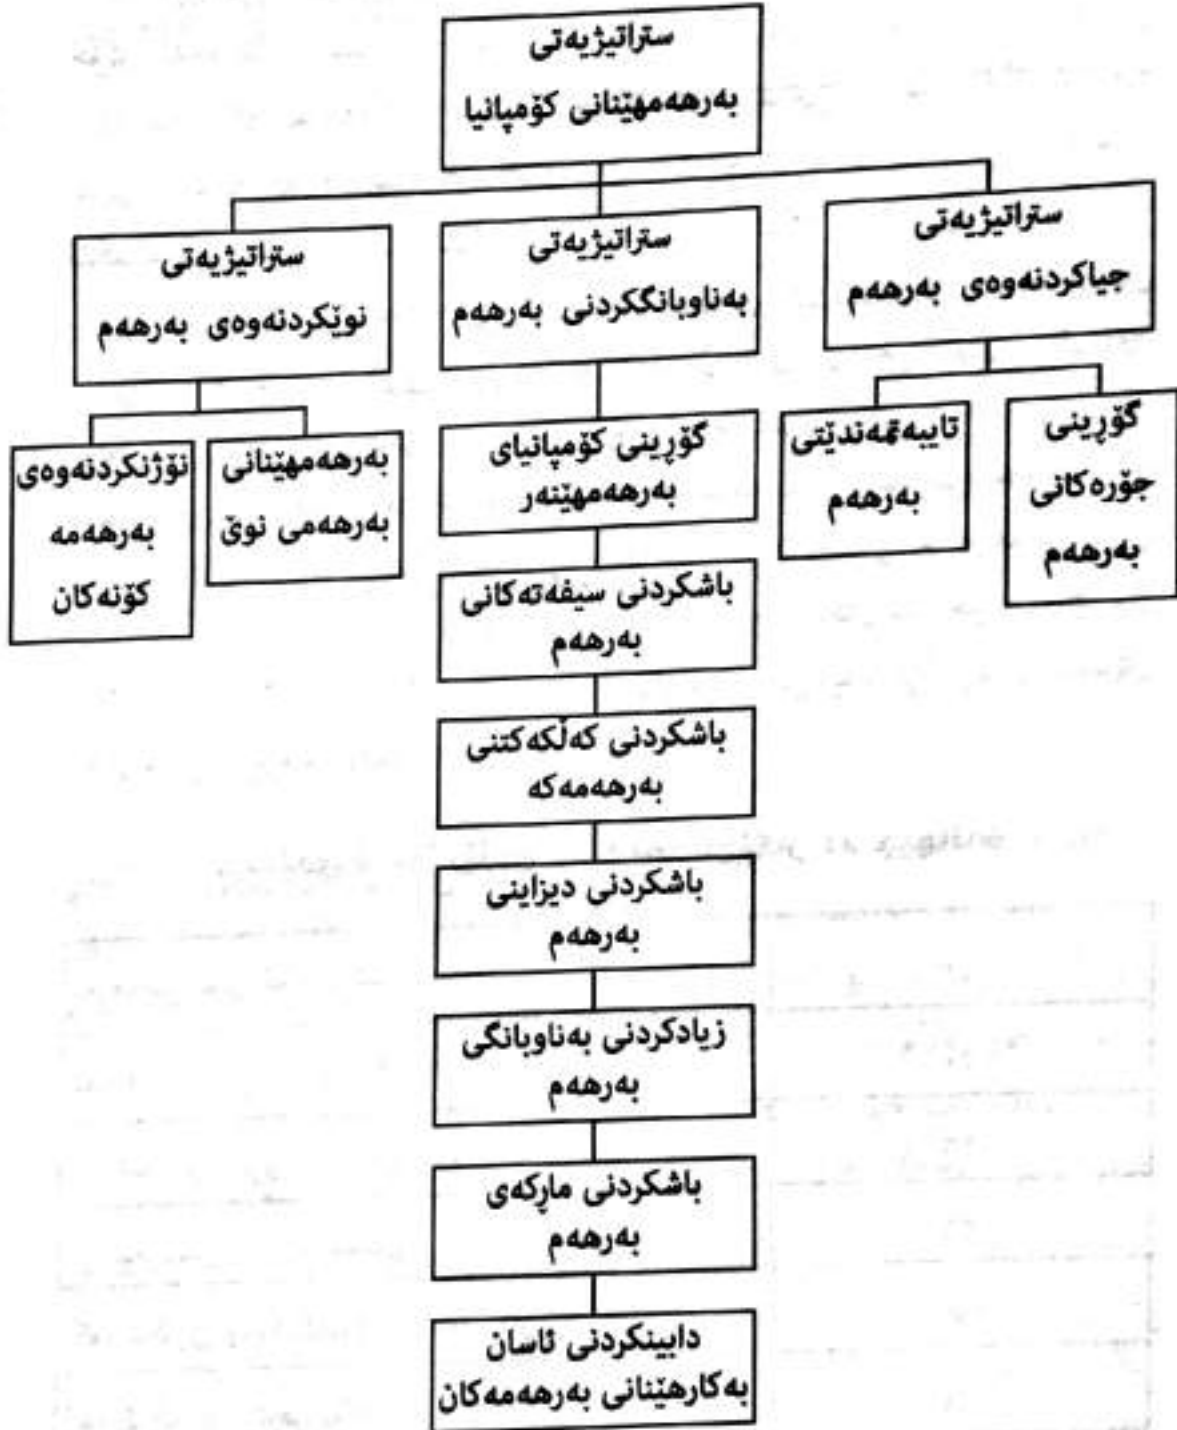 ستراتیژیەتی
بەرهەمهێنانی کۆمپانیا
ستراتیژیەتی
جیاکردنەوەی بەرهەم
ستراتیژیەتی
بەناوبانگکردنی بەرهەم
ستراتیژیەتی
نوێکردنەوەی بەرهەم
گۆڕینی
جۆرەکانی
بەرهەم
تایبەتمەندێتی
بەرهەم
گۆڕینی کۆمپانیای
بەرهەمهێنەر
بەرهەمهێنانی
بەرهەمی نوێ
نۆژنکردنەوەی
بەرهەمە
کۆنەکان
باشکردنی سیفەتەکانی
بەرهەم
باشکردنی کەڵکەکتنی
بەرهەمەکە
باشکردنی دیزاینی
بەرهەم
زیادکردنی بەناوبانگی
بەرهەم
باشکردنی مارکەی
بەرهەم
دابینکردنی ئاسان
بەکارهێنانی بەرهەمەکان